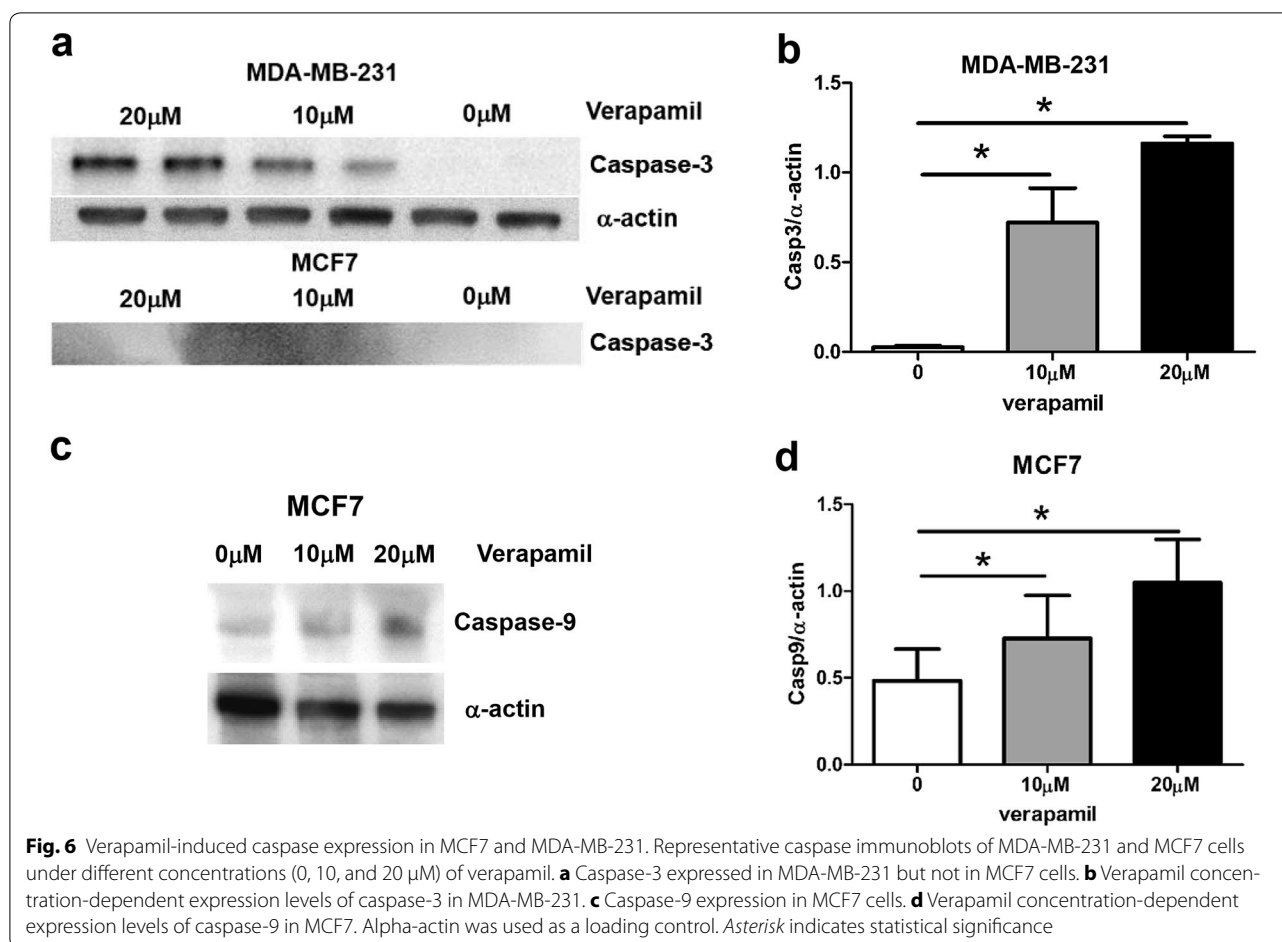 a
MDA-MB-231
20μM 10μM 0μM Verapamil
Caspase-3
α-actin
MCF7
20μM 10μM 0μM Verapamil
Caspase-3
b
MDA-MB-231
Casp3/α-actin
1.5
1.0
0.5
0.0
*
*
0 10μM 20μM
verapamil
c
MCF7
0μM 10μM 20μM Verapamil
Caspase-9
α-actin
d
MCF7
Casp9/α-actin
1.5
1.0
0.5
0.0
*
*
0 10μM 20μM
verapamil
Fig. 6 Verapamil-induced caspase expression in MCF7 and MDA-MB-231. Representative caspase immunoblots of MDA-MB-231 and MCF7 cells
under different concentrations (0, 10, and 20 μM) of verapamil. a Caspase-3 expressed in MDA-MB-231 but not in MCF7 cells. b Verapamil concen-
tration-dependent expression levels of caspase-3 in MDA-MB-231. c Caspase-9 expression in MCF7 cells. d Verapamil concentration-dependent
expression levels of caspase-9 in MCF7. Alpha-actin was used as a loading control. Asterisk indicates statistical significance